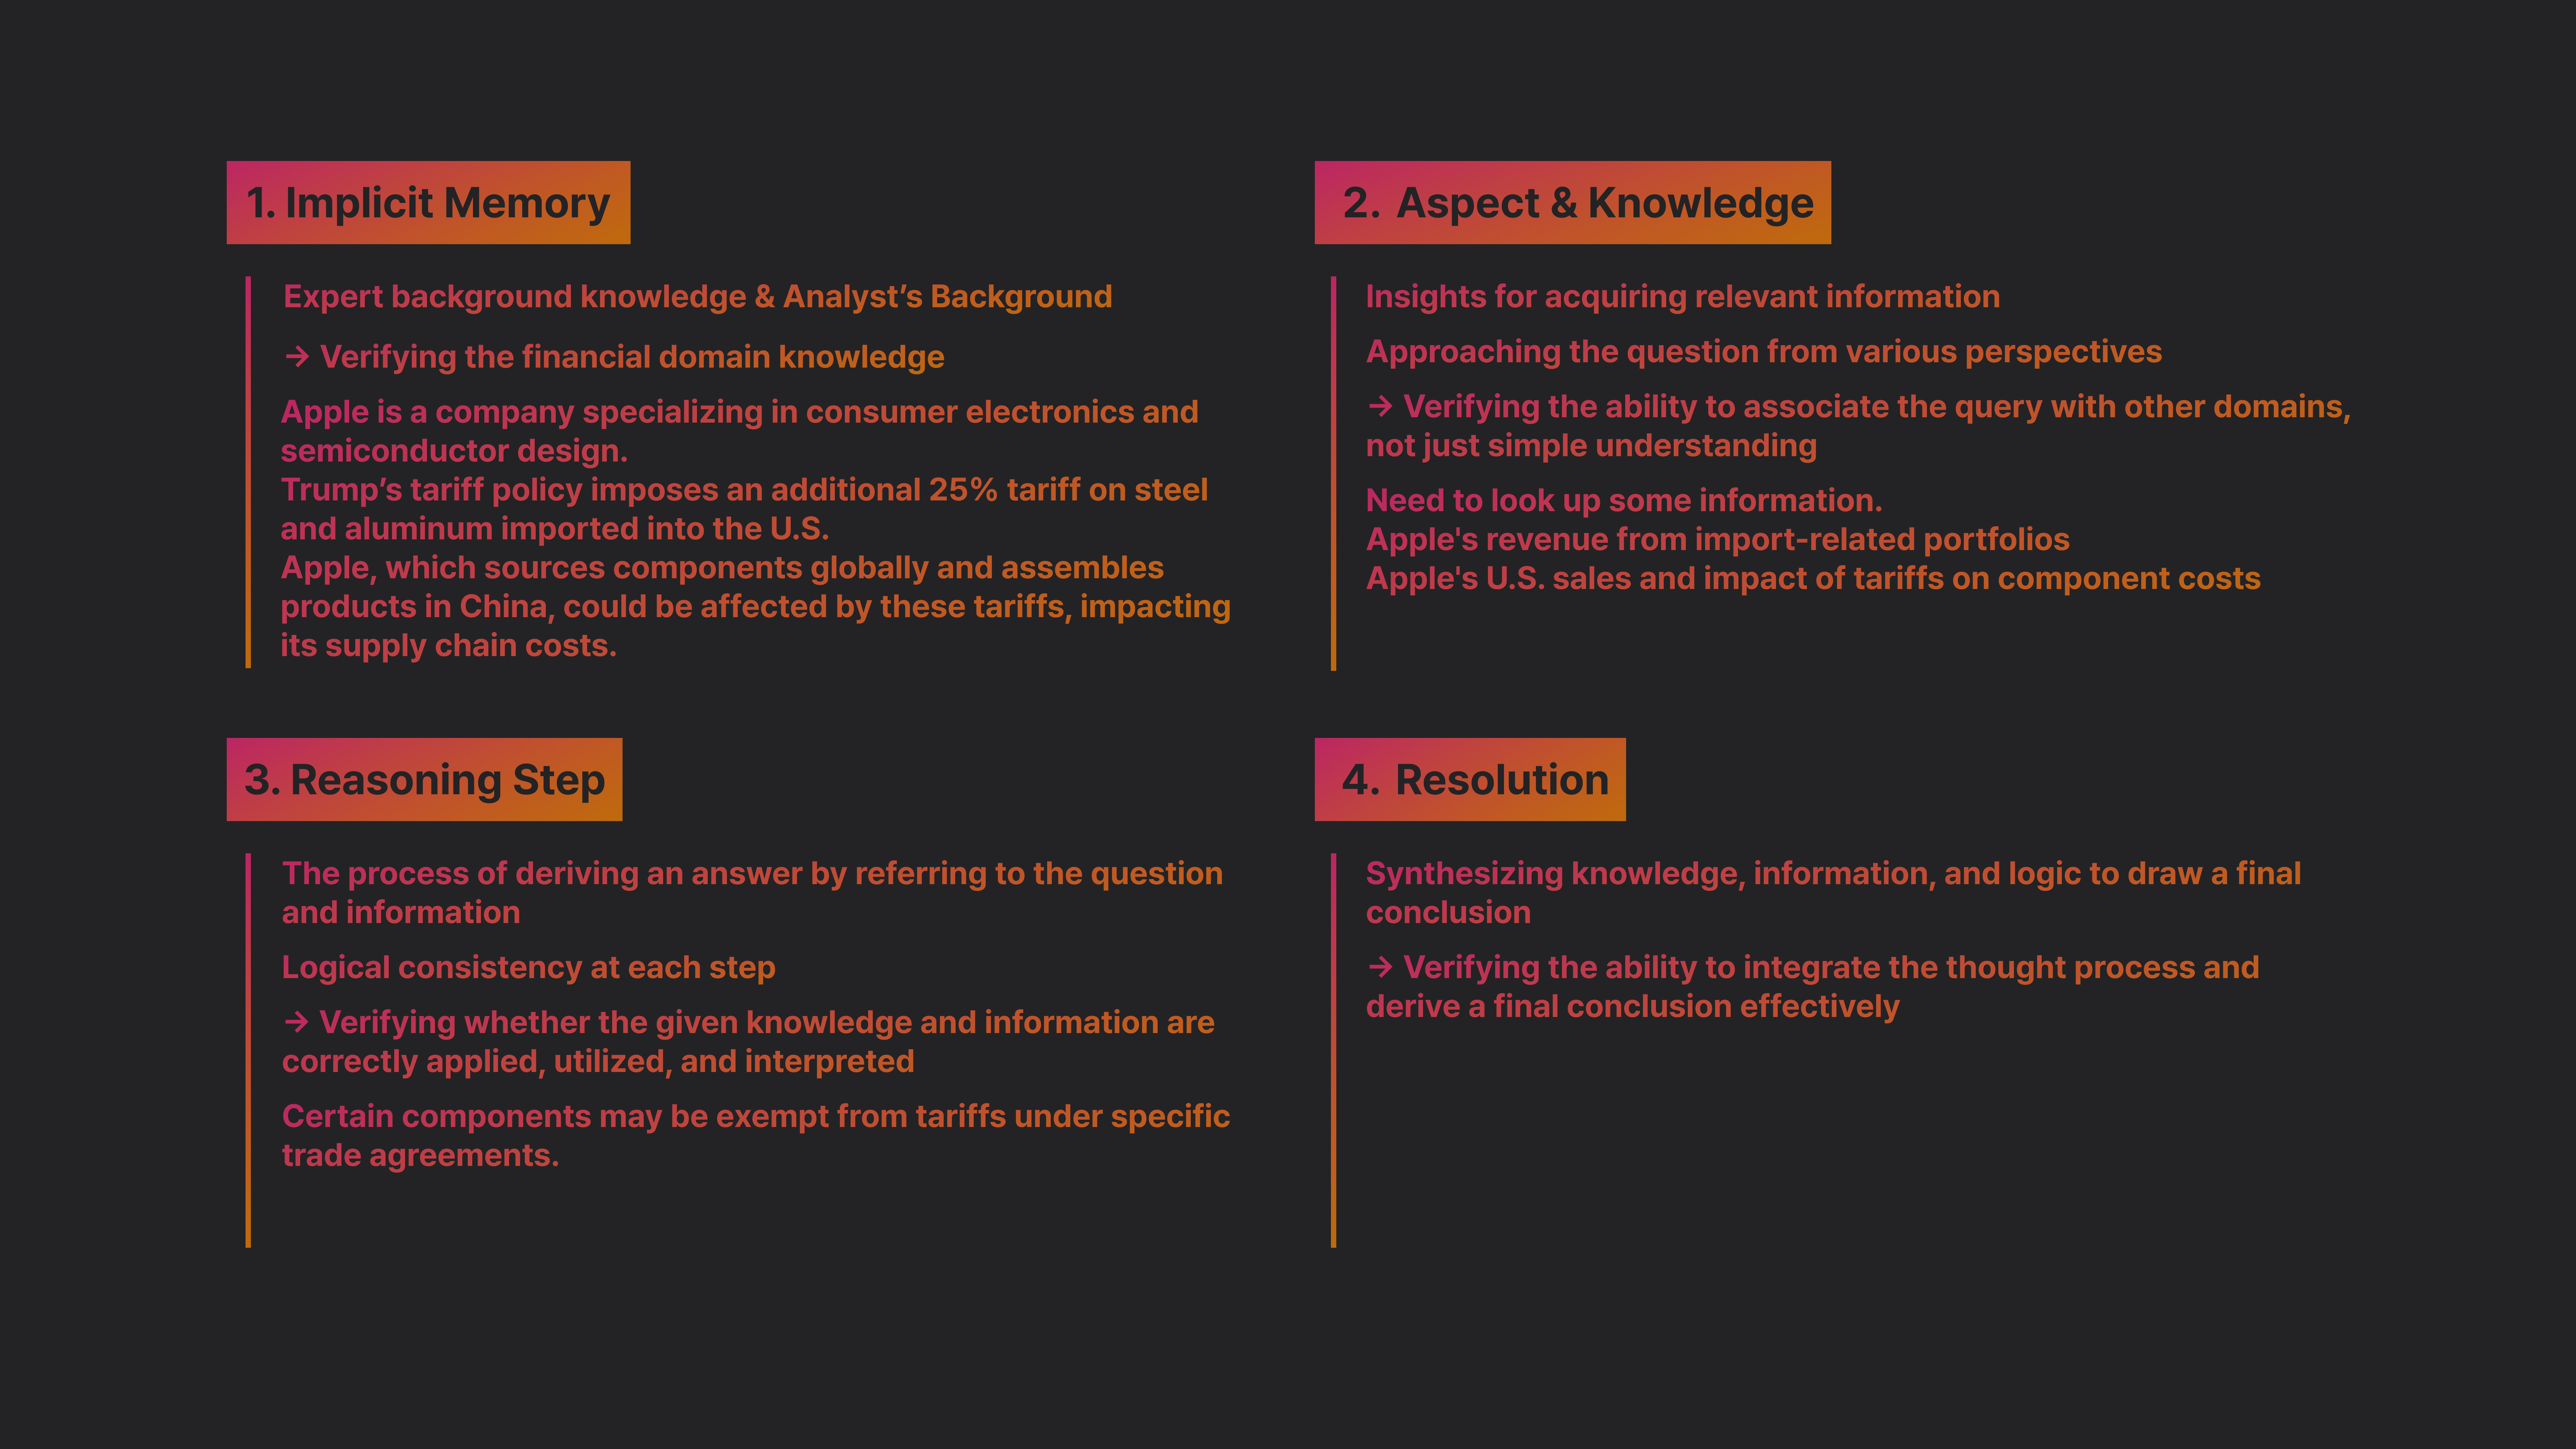 1. Implicit Memory
Expert background knowledge & Analyst’s Background
→ Verifying the financial domain knowledge
Apple is a company specializing in consumer electronics and
semiconductor design.
Trump’s tariff policy imposes an additional 25% tariff on steel
and aluminum imported into the U.S.
Apple, which sources components globally and assembles
products in China, could be affected by these tariffs, impacting
its supply chain costs.
2. Aspect & Knowledge
Insights for acquiring relevant information
Approaching the question from various perspectives
→ Verifying the ability to associate the query with other domains,
not just simple understanding
Need to look up some information.
Apple's revenue from import-related portfolios
Apple's U.S. sales and impact of tariffs on component costs
3. Reasoning Step
The process of deriving an answer by referring to the question
and information
Logical consistency at each step
→ Verifying whether the given knowledge and information are
correctly applied, utilized, and interpreted
Certain components may be exempt from tariffs under specific
trade agreements.
4. Resolution
Synthesizing knowledge, information, and logic to draw a final
conclusion
→ Verifying the ability to integrate the thought process and
derive a final conclusion effectively